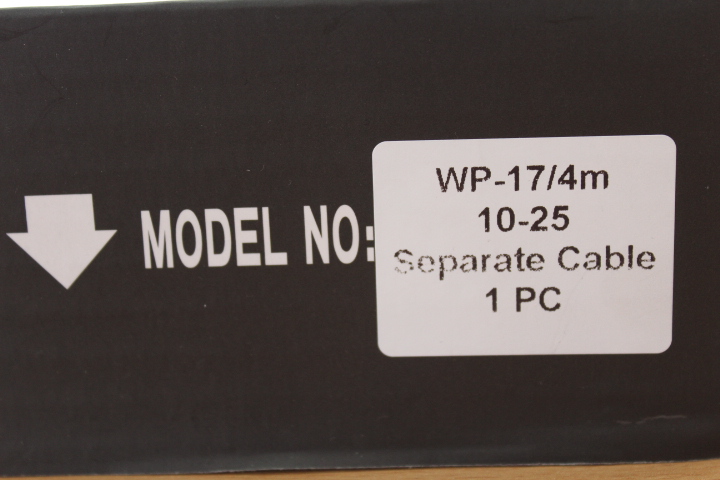 MODEL NO:
WP-17/4m
10-25
Separate Cable
1 PC